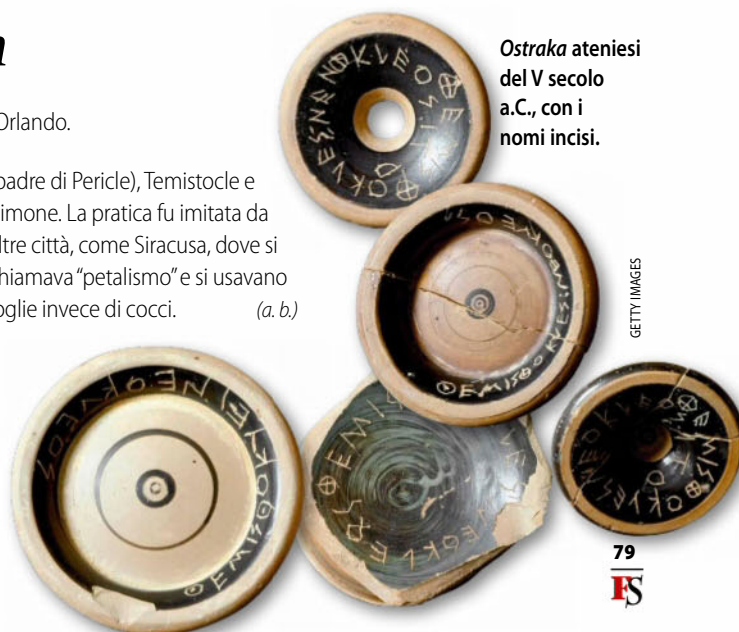 Orlando.
padre di Pericle), Temistocle e
imone. La pratica fu imitata da
ltre città, come Siracusa, dove si
hiamava “petalismo” e si usavano
oglie invece di cocci. (a. b.)
Ostraka ateniesi
del V secolo
a.C., con i
nomi incisi.
GETTY IMAGES
79
FS